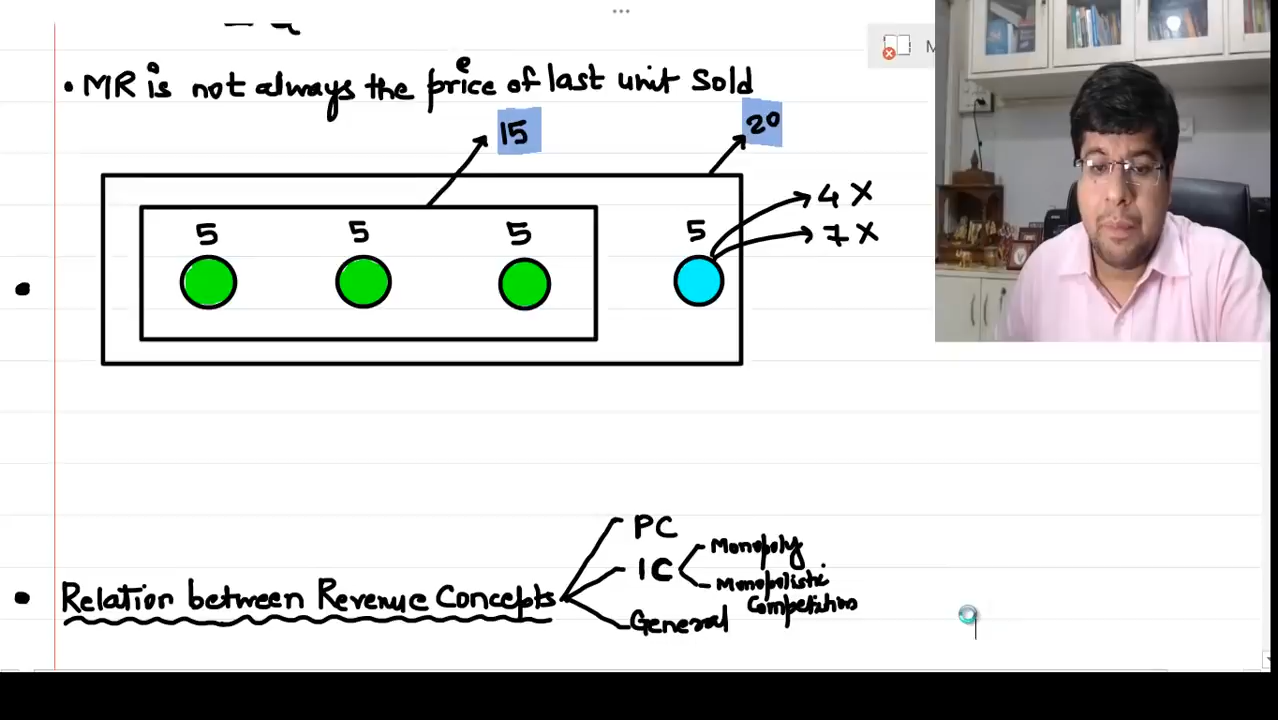 • MR is not always the price of last unit sold
15
20
5 5 5 5
4 X
7 X
PC
• Relation between Revenue Concepts
IC
Monopoly
Monopolistic
Competition
General